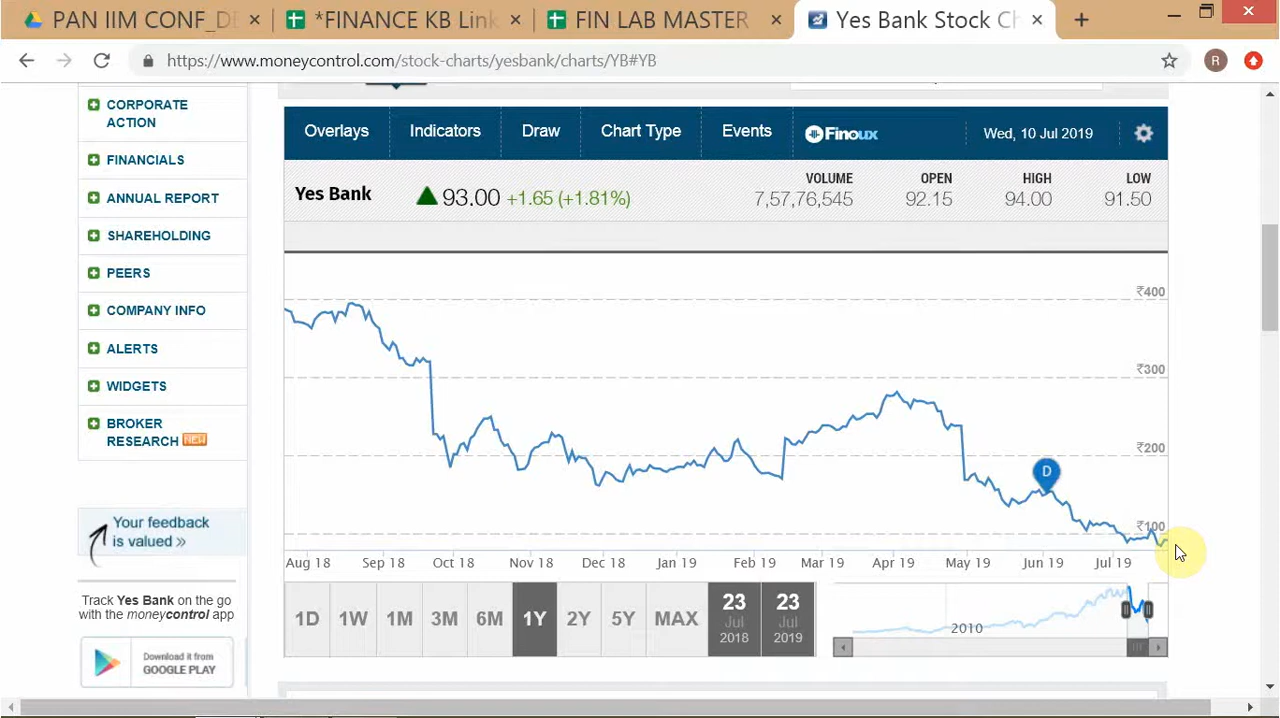 PAN IIM CONF_DE
*FINANCE KB Link
FIN LAB MASTER
Yes Bank Stock Ch
https://www.moneycontrol.com/stock-charts/yesbank/charts/YB#YB
R
CORPORATE
ACTION
FINANCIALS
ANNUAL REPORT
SHAREHOLDING
PEERS
COMPANY INFO
ALERTS
WIDGETS
BROKER
RESEARCH NEW
Your feedback
is valued »
Track Yes Bank on the go
with the moneycontrol app
Download it from
GOOGLE PLAY
Overlays
Indicators
Draw
Chart Type
Events
Finoux
Wed, 10 Jul 2019
Yes Bank
93.00 +1.65 (+1.81%)
VOLUME
7,57,76,545
OPEN
92.15
HIGH
94.00
LOW
91.50
₹400
₹300
₹200
D
₹100
Aug 18 Sep 18 Oct 18 Nov 18 Dec 18 Jan 19 Feb 19 Mar 19 Apr 19 May 19 Jun 19 Jul 19
1D 1W 1M 3M 6M 1Y 2Y 5Y MAX
23
Jul
2018
23
Jul
2019
2010